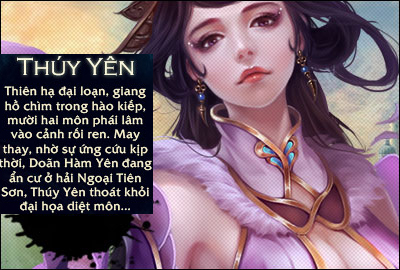 Thúy Yên
Thiên hạ đại loạn, giang
hồ chìm trong hào kiếp,
mười hai môn phái lâm
vào cảnh rối ren. May
thay, nhờ sự ứng cứu kịp
thời, Doãn Hàm Yên đang
ẩn cư ở hải Ngoại Tiên
Sơn, Thúy Yên thoát khỏi
đại họa diệt môn...